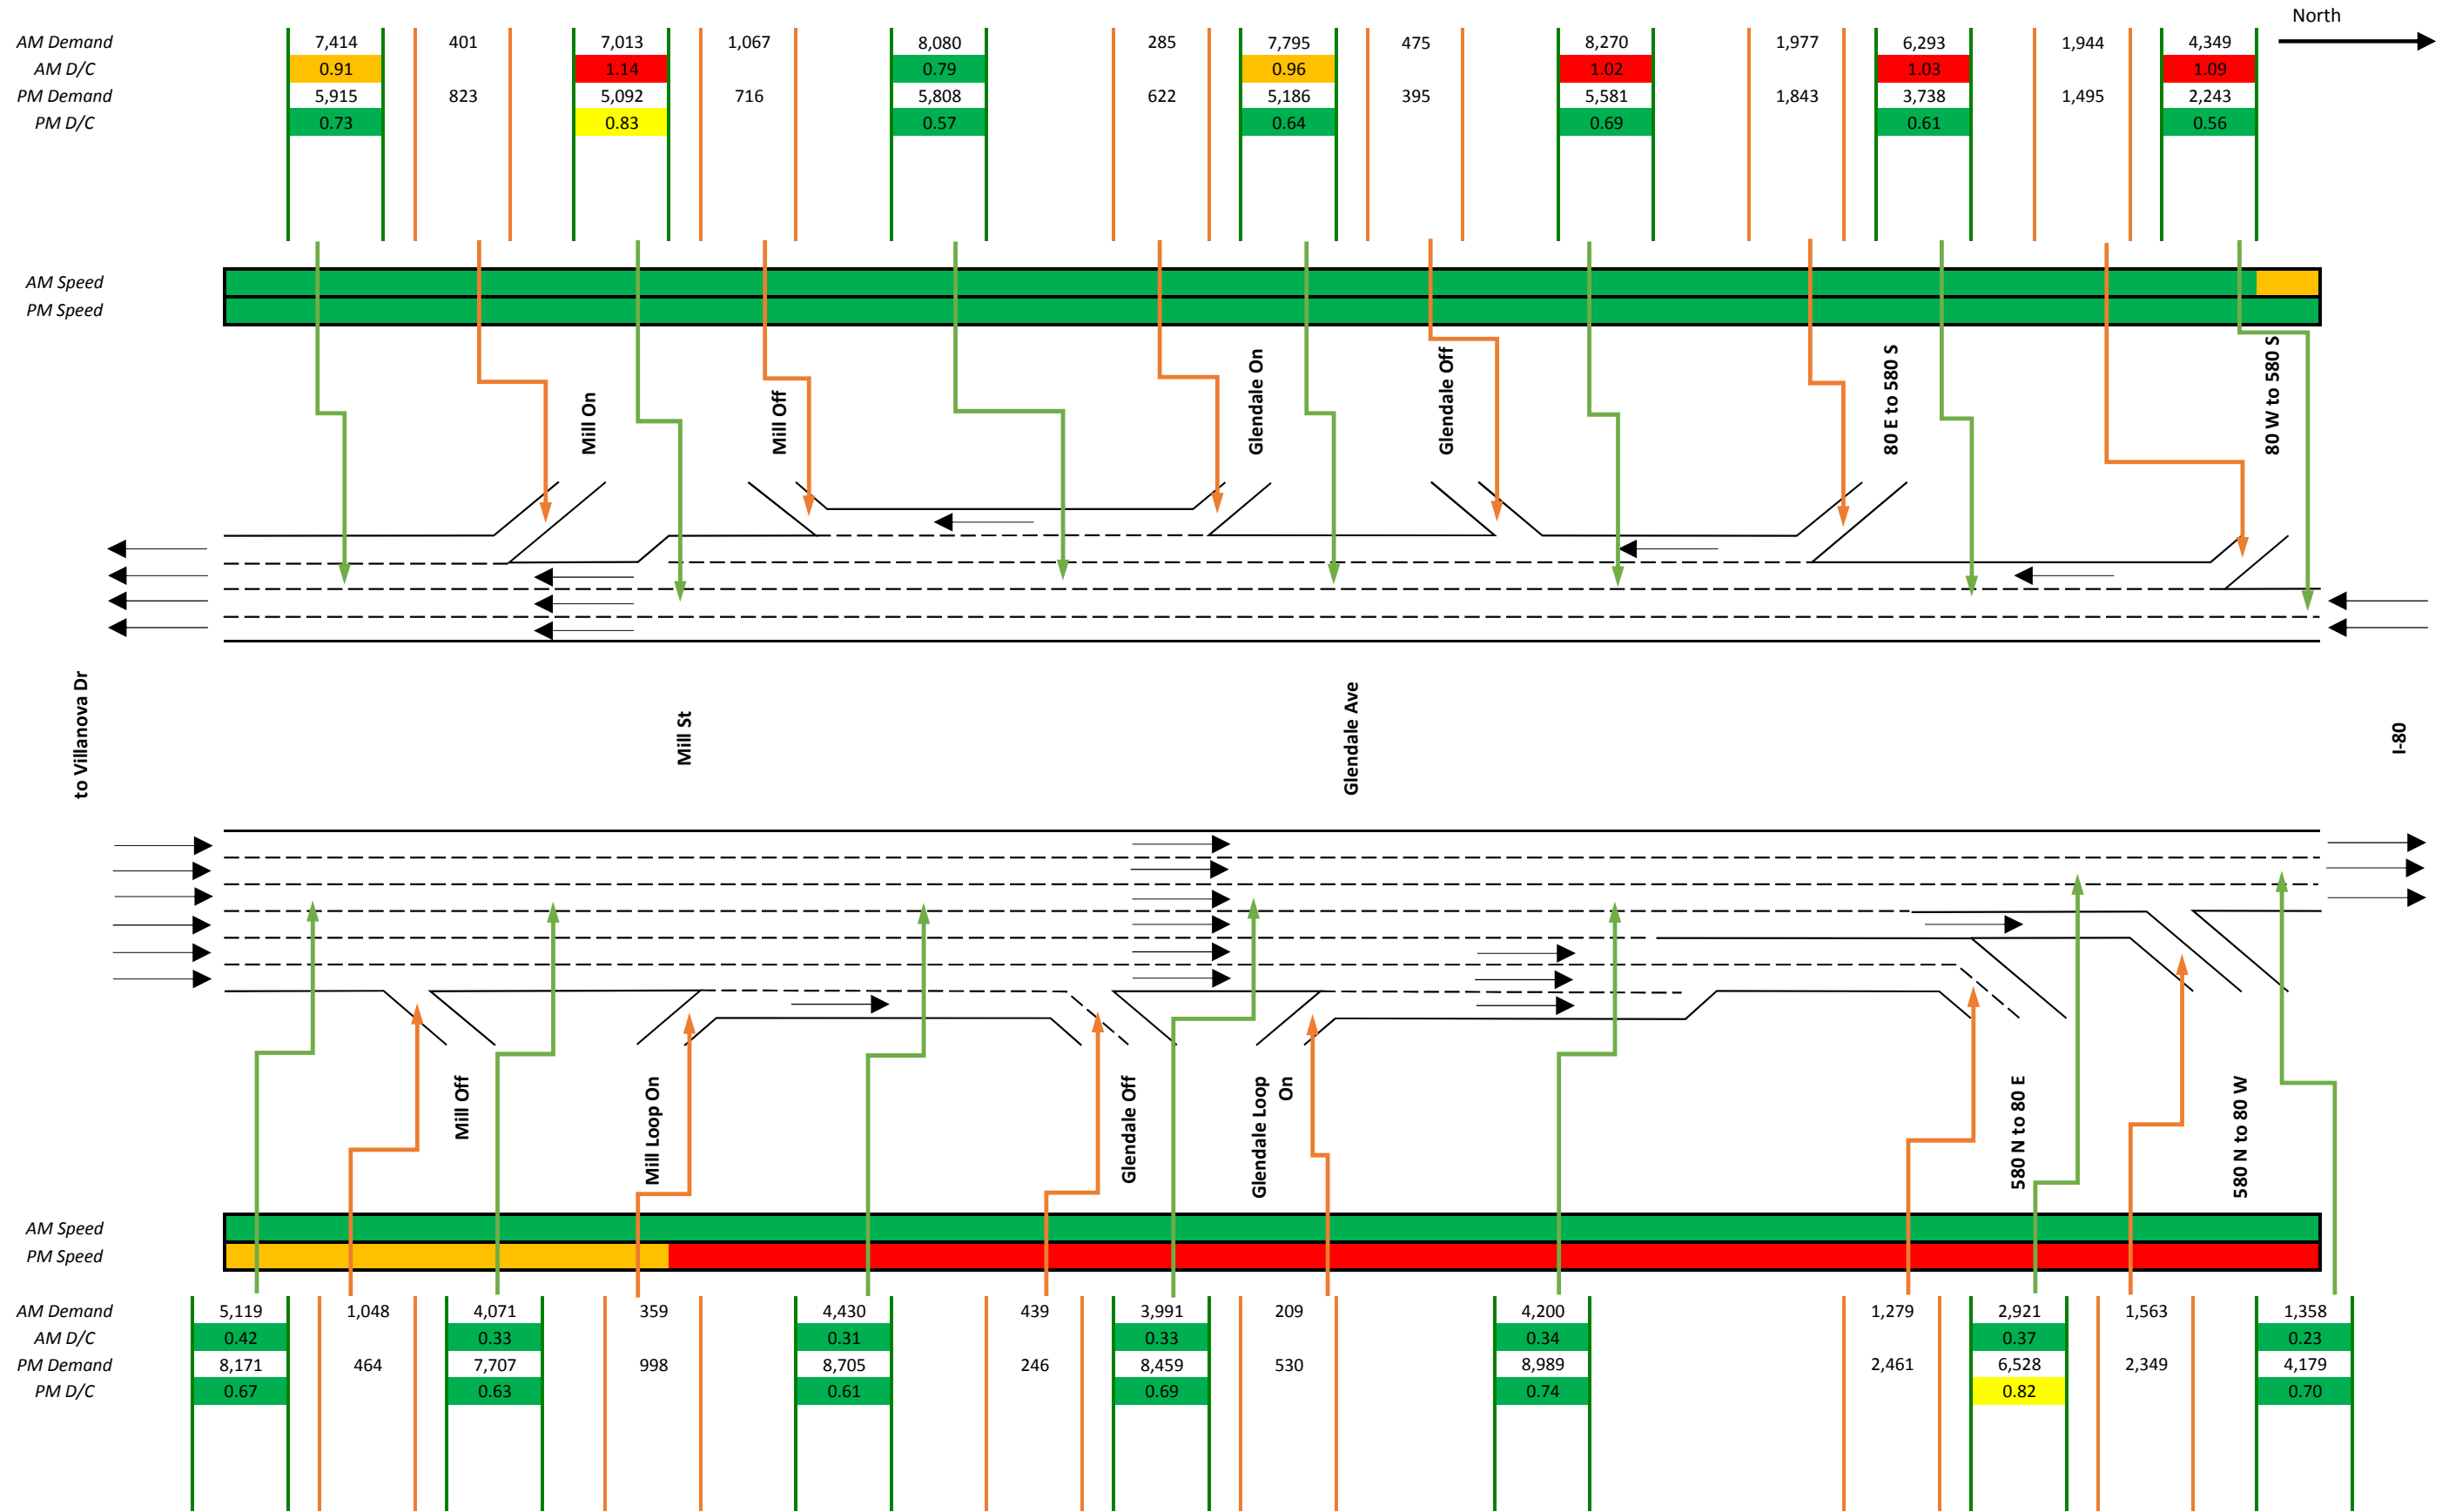 North
AM Demand 7,414 401 7,013 1,067 8,080 285 7,795 475 8,270 1,977 6,293 1,944 4,349
AM D/C 0.91 1.14 0.79 0.96 1.02 1.03 1.09
PM Demand 5,915 823 5,092 716 5,808 622 5,186 395 5,581 1,843 3,738 1,495 2,243
PM D/C 0.73 0.83 0.57 0.64 0.69 0.61 0.56
AM Speed
PM Speed
Mill On
Mill Off
Glendale On
Glendale Off
80 E to 580 S
80 W to 580 S
to Villanova Dr
Mill St
Glendale Ave
I-80
Mill Off
Mill Loop On
Glendale Off
Glendale Loop
On
580 N to 80 E
580 N to 80 W
AM Speed
PM Speed
AM Demand 5,119 1,048 4,071 359 4,430 439 3,991 209 4,200 1,279 2,921 1,563 1,358
AM D/C 0.42 0.33 0.31 0.33 0.34 0.37 0.23
PM Demand 8,171 464 7,707 998 8,705 246 8,459 530 8,989 2,461 6,528 2,349 4,179
PM D/C 0.67 0.63 0.61 0.69 0.74 0.82 0.70